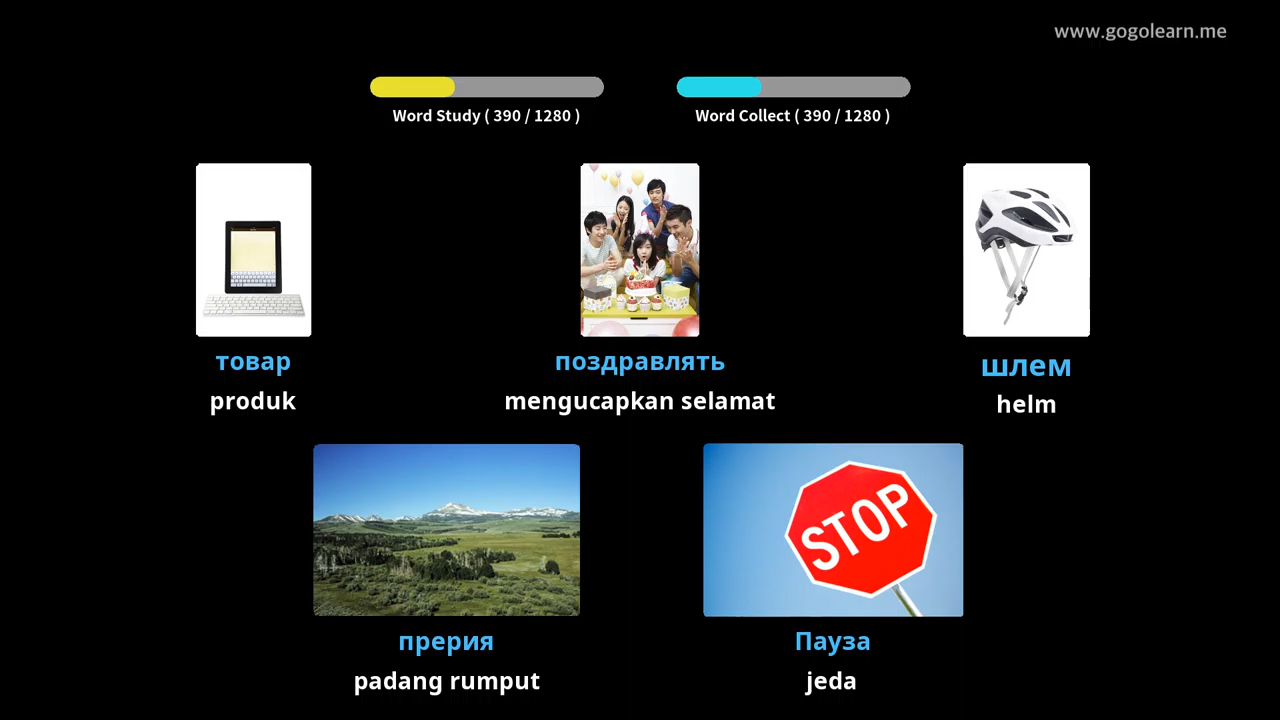 www.gogolearn.me
Word Study ( 390 / 1280 )
Word Collect ( 390 / 1280 )
товар
produk
поздравлять
mengucapkan selamat
шлем
helm
STOP
прерия
padang rumput
Пауза
jeda